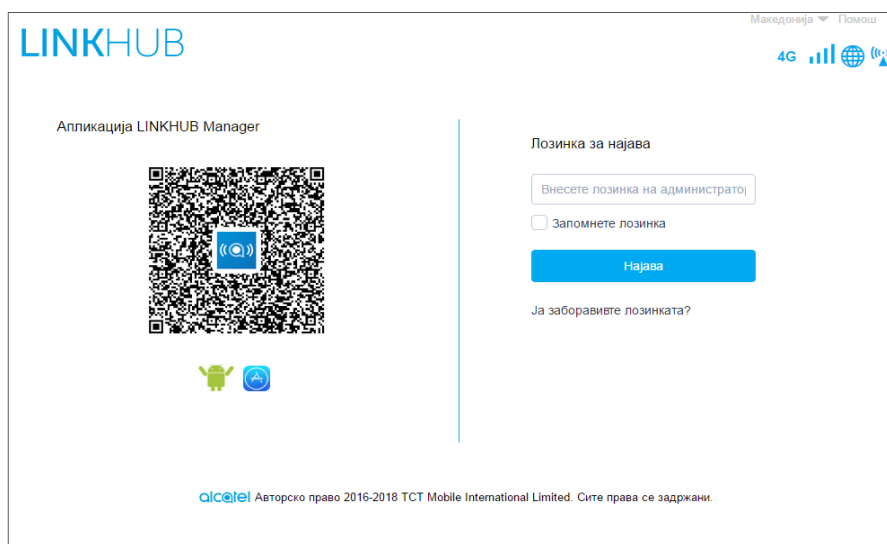 Македонија Помош
LINKHUB
4G
Апликација LINKHUB Manager
Лозинка за најава
Внесете лозинка на администратор
Запомнете лозинка
Најава
Ја заборавивте лозинката?
alcatel Авторско право 2016-2018 TCT Mobile International Limited. Сите права се задржани.